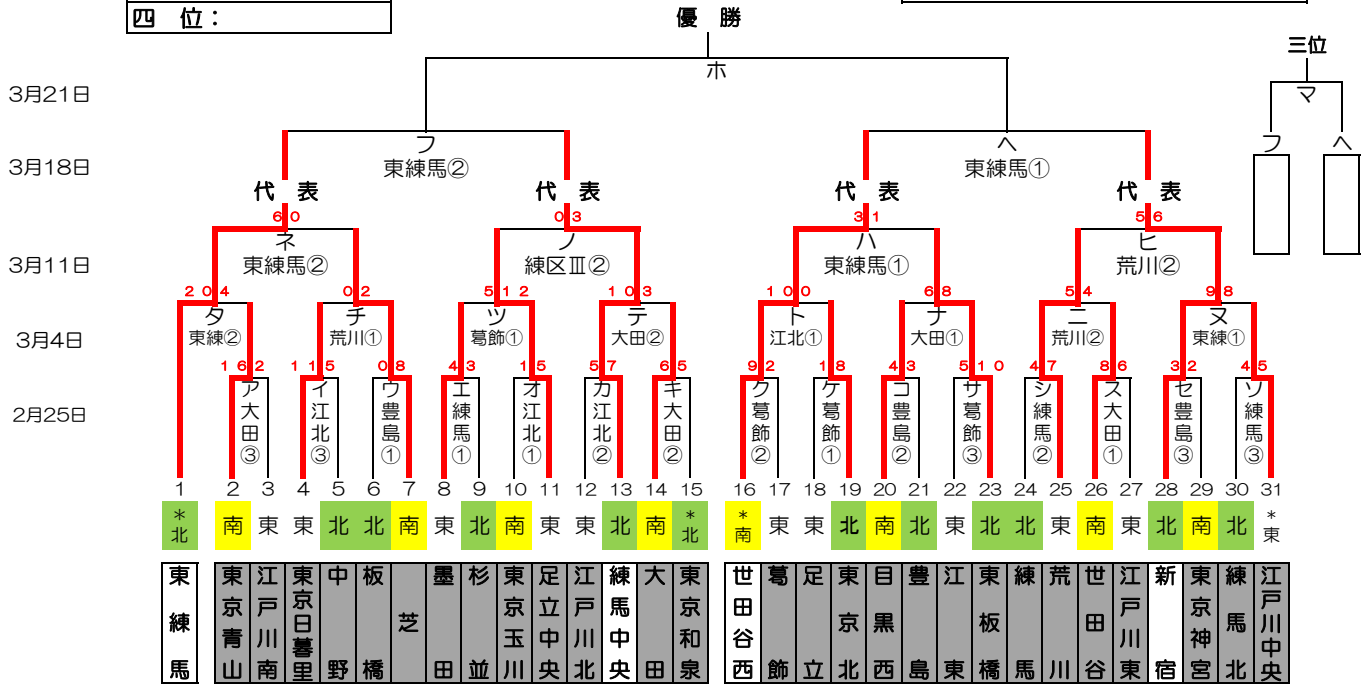 四 位：
優 勝
三位
ホ
マ
3月21日
フ
ヘ
フ
ヘ
3月18日
東練馬②
東練馬①
代 表
代 表
代 表
代 表
6 0
0 3
3 1
5 6
ネ
ノ
ハ
ヒ
3月11日
東練馬②
練区Ⅲ②
東練馬①
荒川②
2 0 4
0 2
5 1 2
1 0 3
1 0 0
6 8
5 4
9 8
タ
チ
ツ
テ
ト
ナ
ニ
ヌ
3月4日
東練②
荒川①
葛飾①
大田②
江北①
大田①
荒川②
東練①
1 6 2
1 1 5
0 8
4 3
1 5
5 7
6 5
9 2
1 8
4 3
5 1 0
4 7
8 6
3 2
4 5
2月25日
ア大田③
イ江北③
ウ豊島①
エ練馬①
オ江北①
カ江北②
キ大田②
ク葛飾②
ケ葛飾①
コ豊島②
サ葛飾③
シ練馬②
ス大田①
セ豊島③
ソ練馬③
1 2 3 4 5 6 7 8 9 10 11 12 13 14 15 16 17 18 19 20 21 22 23 24 25 26 27 28 29 30 31
*北 南 東 東 北 北 南 東 北 南 東 東 北 南 *北 *南 東 東 北 南 北 東 北 北 東 南 東 北 南 北 *東
東練馬
東京青山
江戸川南
東京日暮里
中野
板橋
芝
墨田
杉並
東京玉川
足立中央
江戸川北
練馬中央
大田
東京和泉
世田谷西
葛飾
足立
東京北
目黒西
豊島
江東
東板橋
練馬
荒川
世田谷
江戸川東
新宿
東京神宮
練馬北
江戸川中央